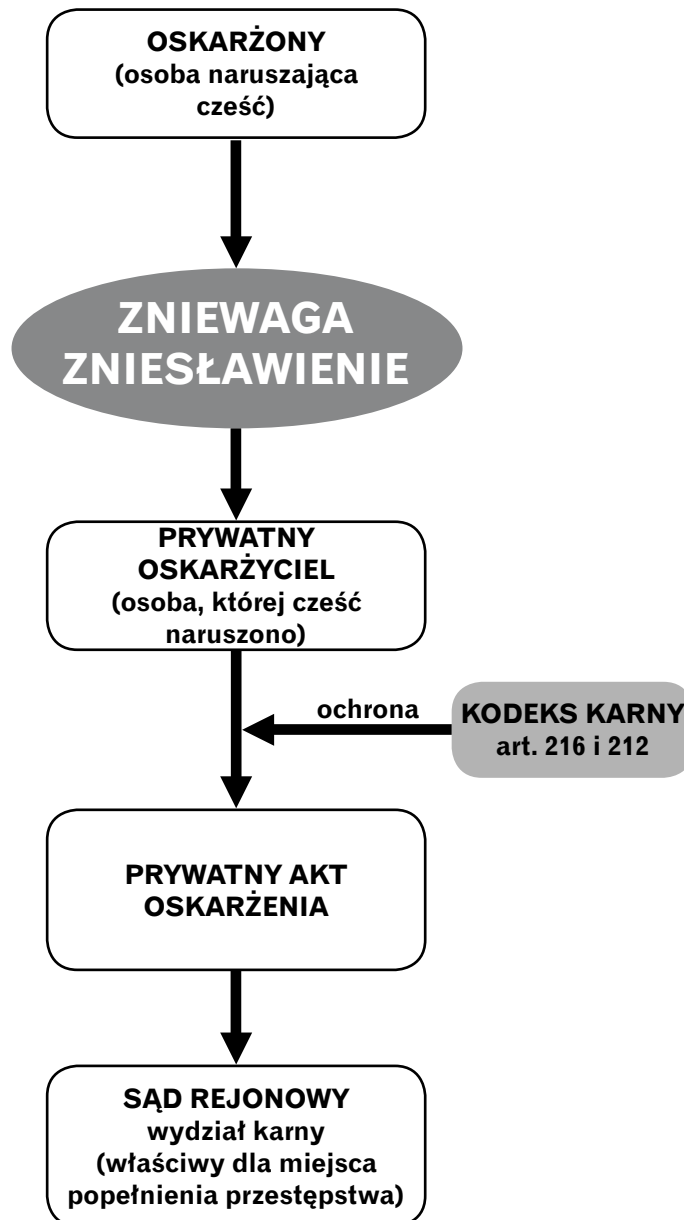 OSKARŻONY
(osoba naruszająca
cześć)
ZNIEWAGA
ZNIESŁAWIENIE
PRYWATNY
OSKARŻYCIEL
(osoba, której cześć
naruszono)
ochrona
KODEKS KARNY
art. 216 i 212
PRYWATNY AKT
OSKARŻENIA
SĄD REJONOWY
wydział karny
(właściwy dla miejsca
popełnienia przestępstwa)